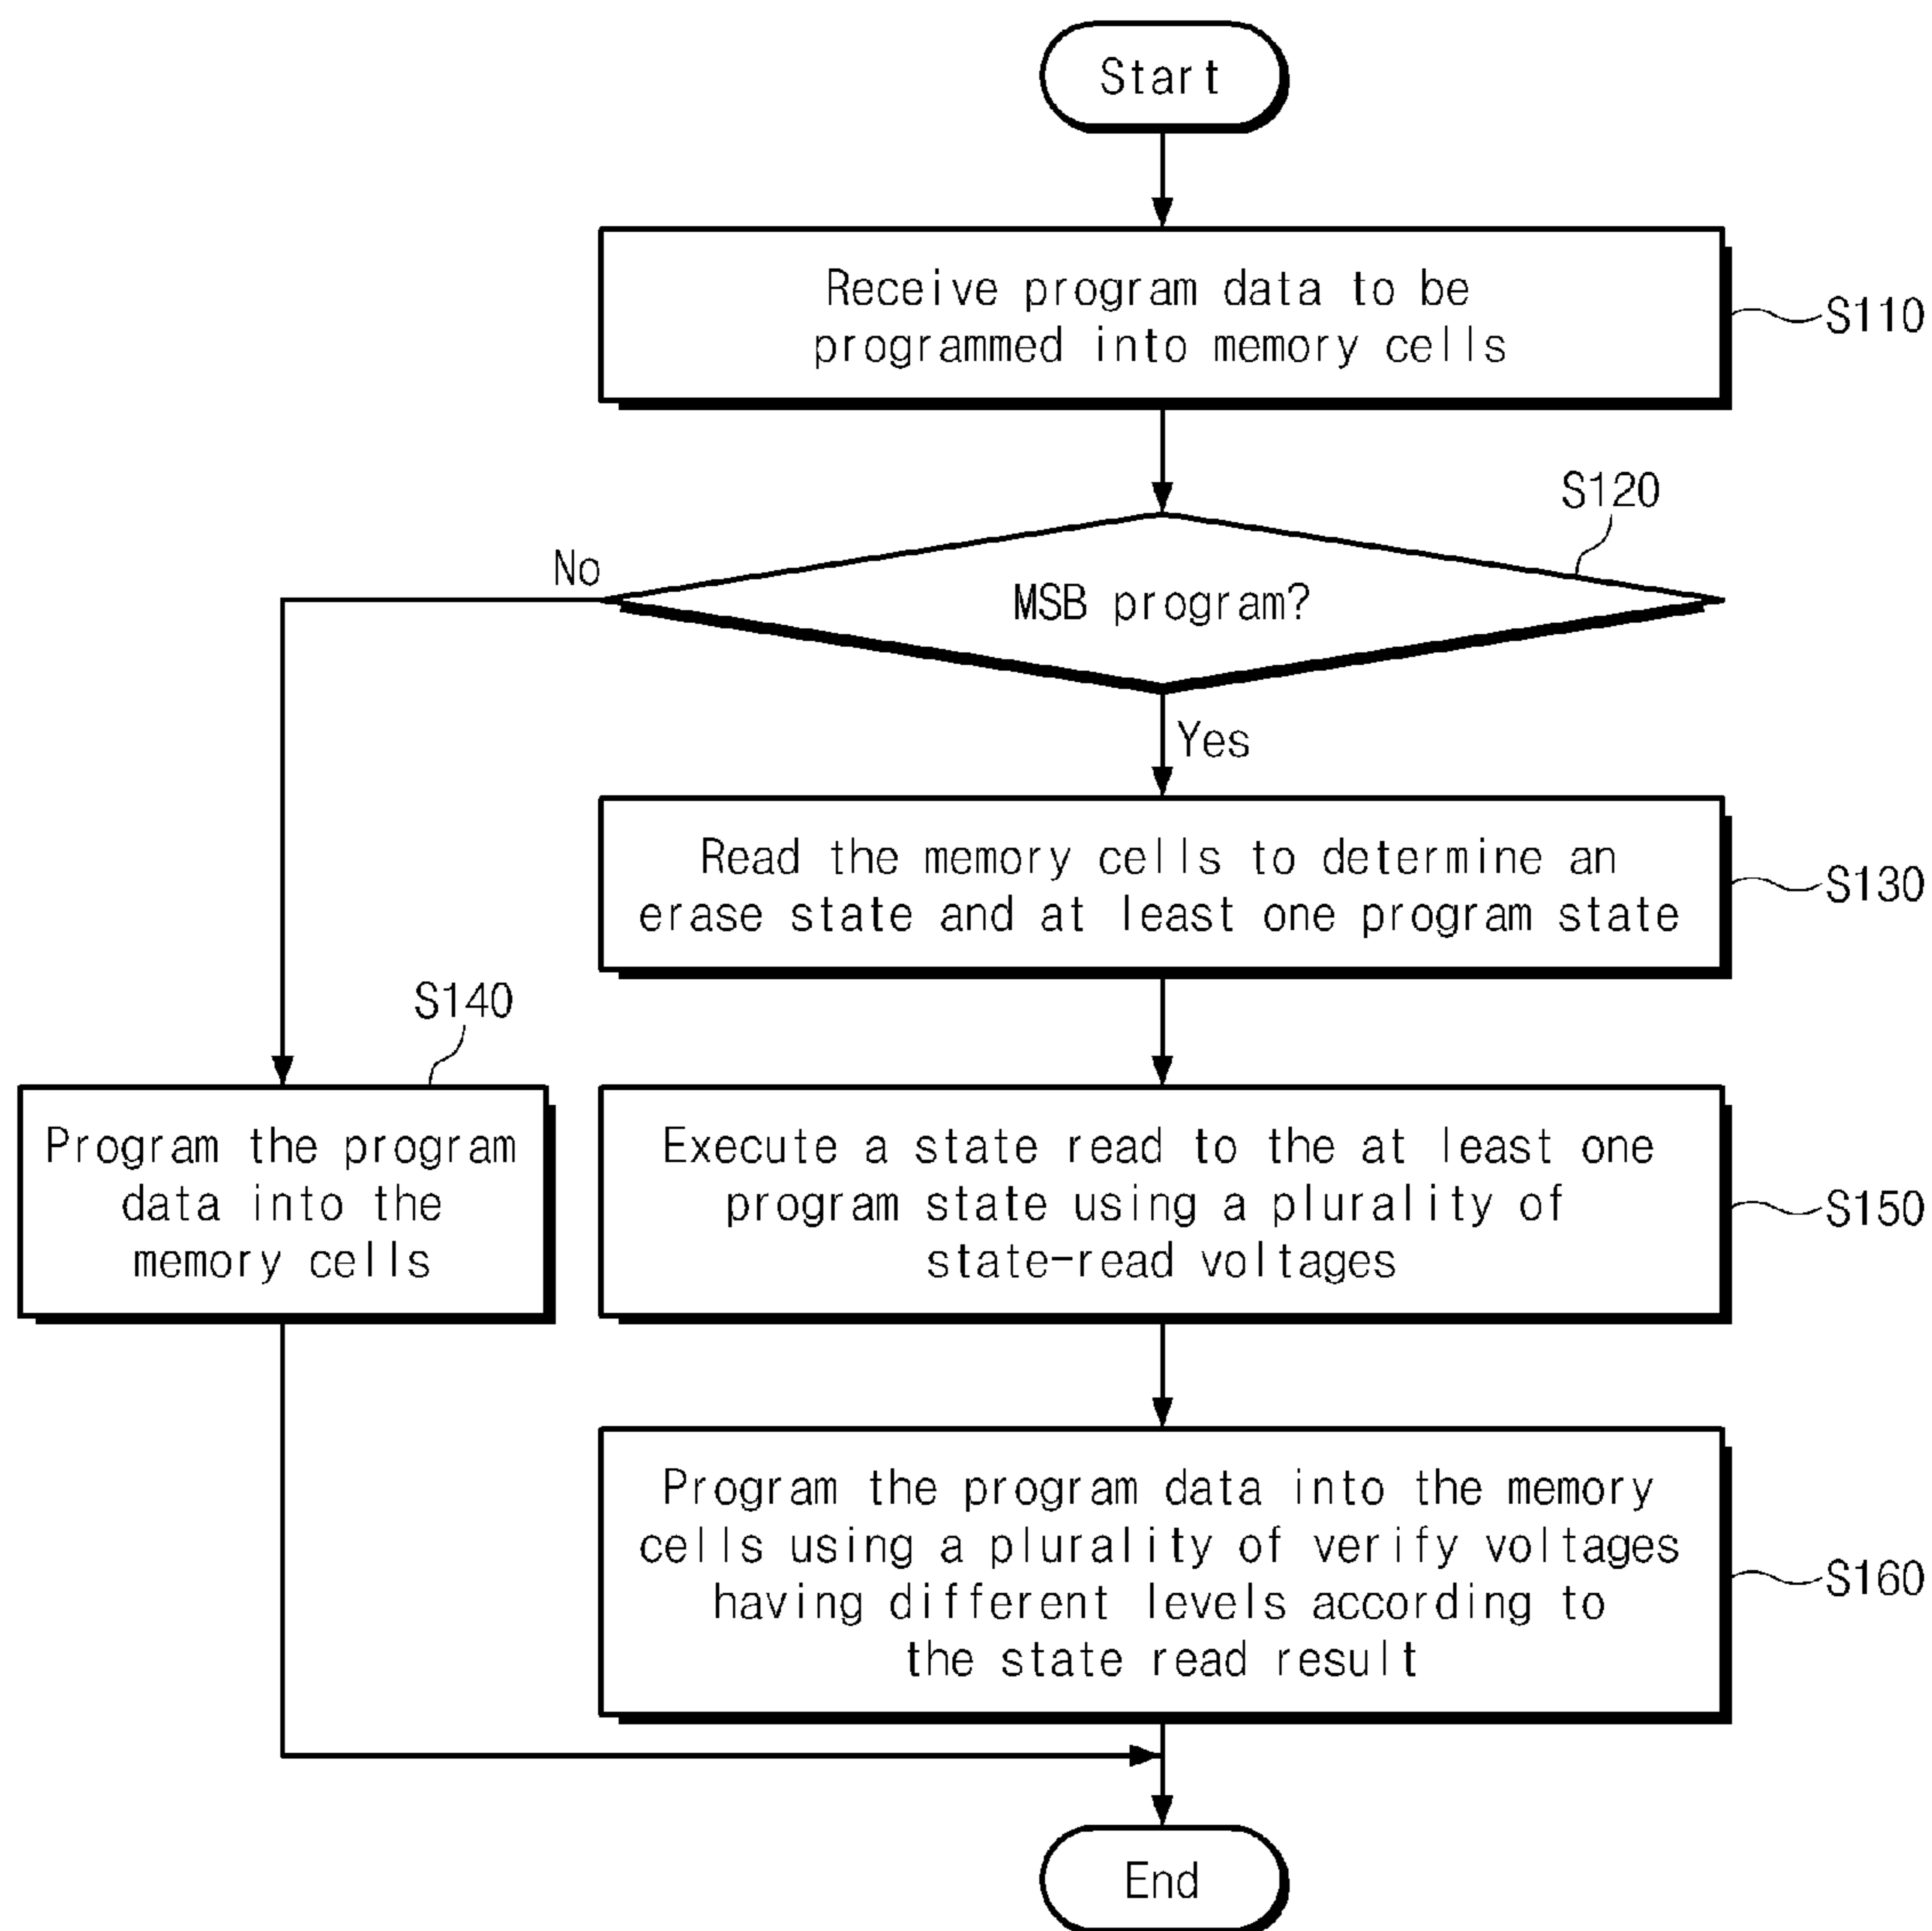 Start
Receive program data to be
programmed into memory cells
S110
S120
No
MSB program?
Yes
Read the memory cells to determine an
erase state and at least one program state
S130
S140
Program the program
data into the
memory cells
Execute a state read to the at least one
program state using a plurality of
state-read voltages
S150
Program the program data into the memory
cells using a plurality of verify voltages
having different levels according to
the state read result
S160
End